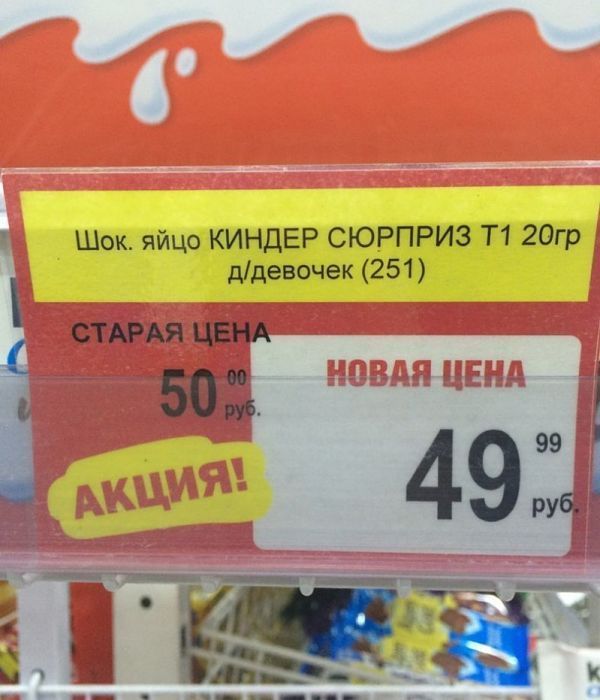 Шок. яйцо КИНДЕР СЮРПРИЗ Т1 20гр
д/девочек (251)
СТАРАЯ ЦЕНА
50 00 руб.
НОВАЯ ЦЕНА
49 99 руб.
АКЦИЯ!